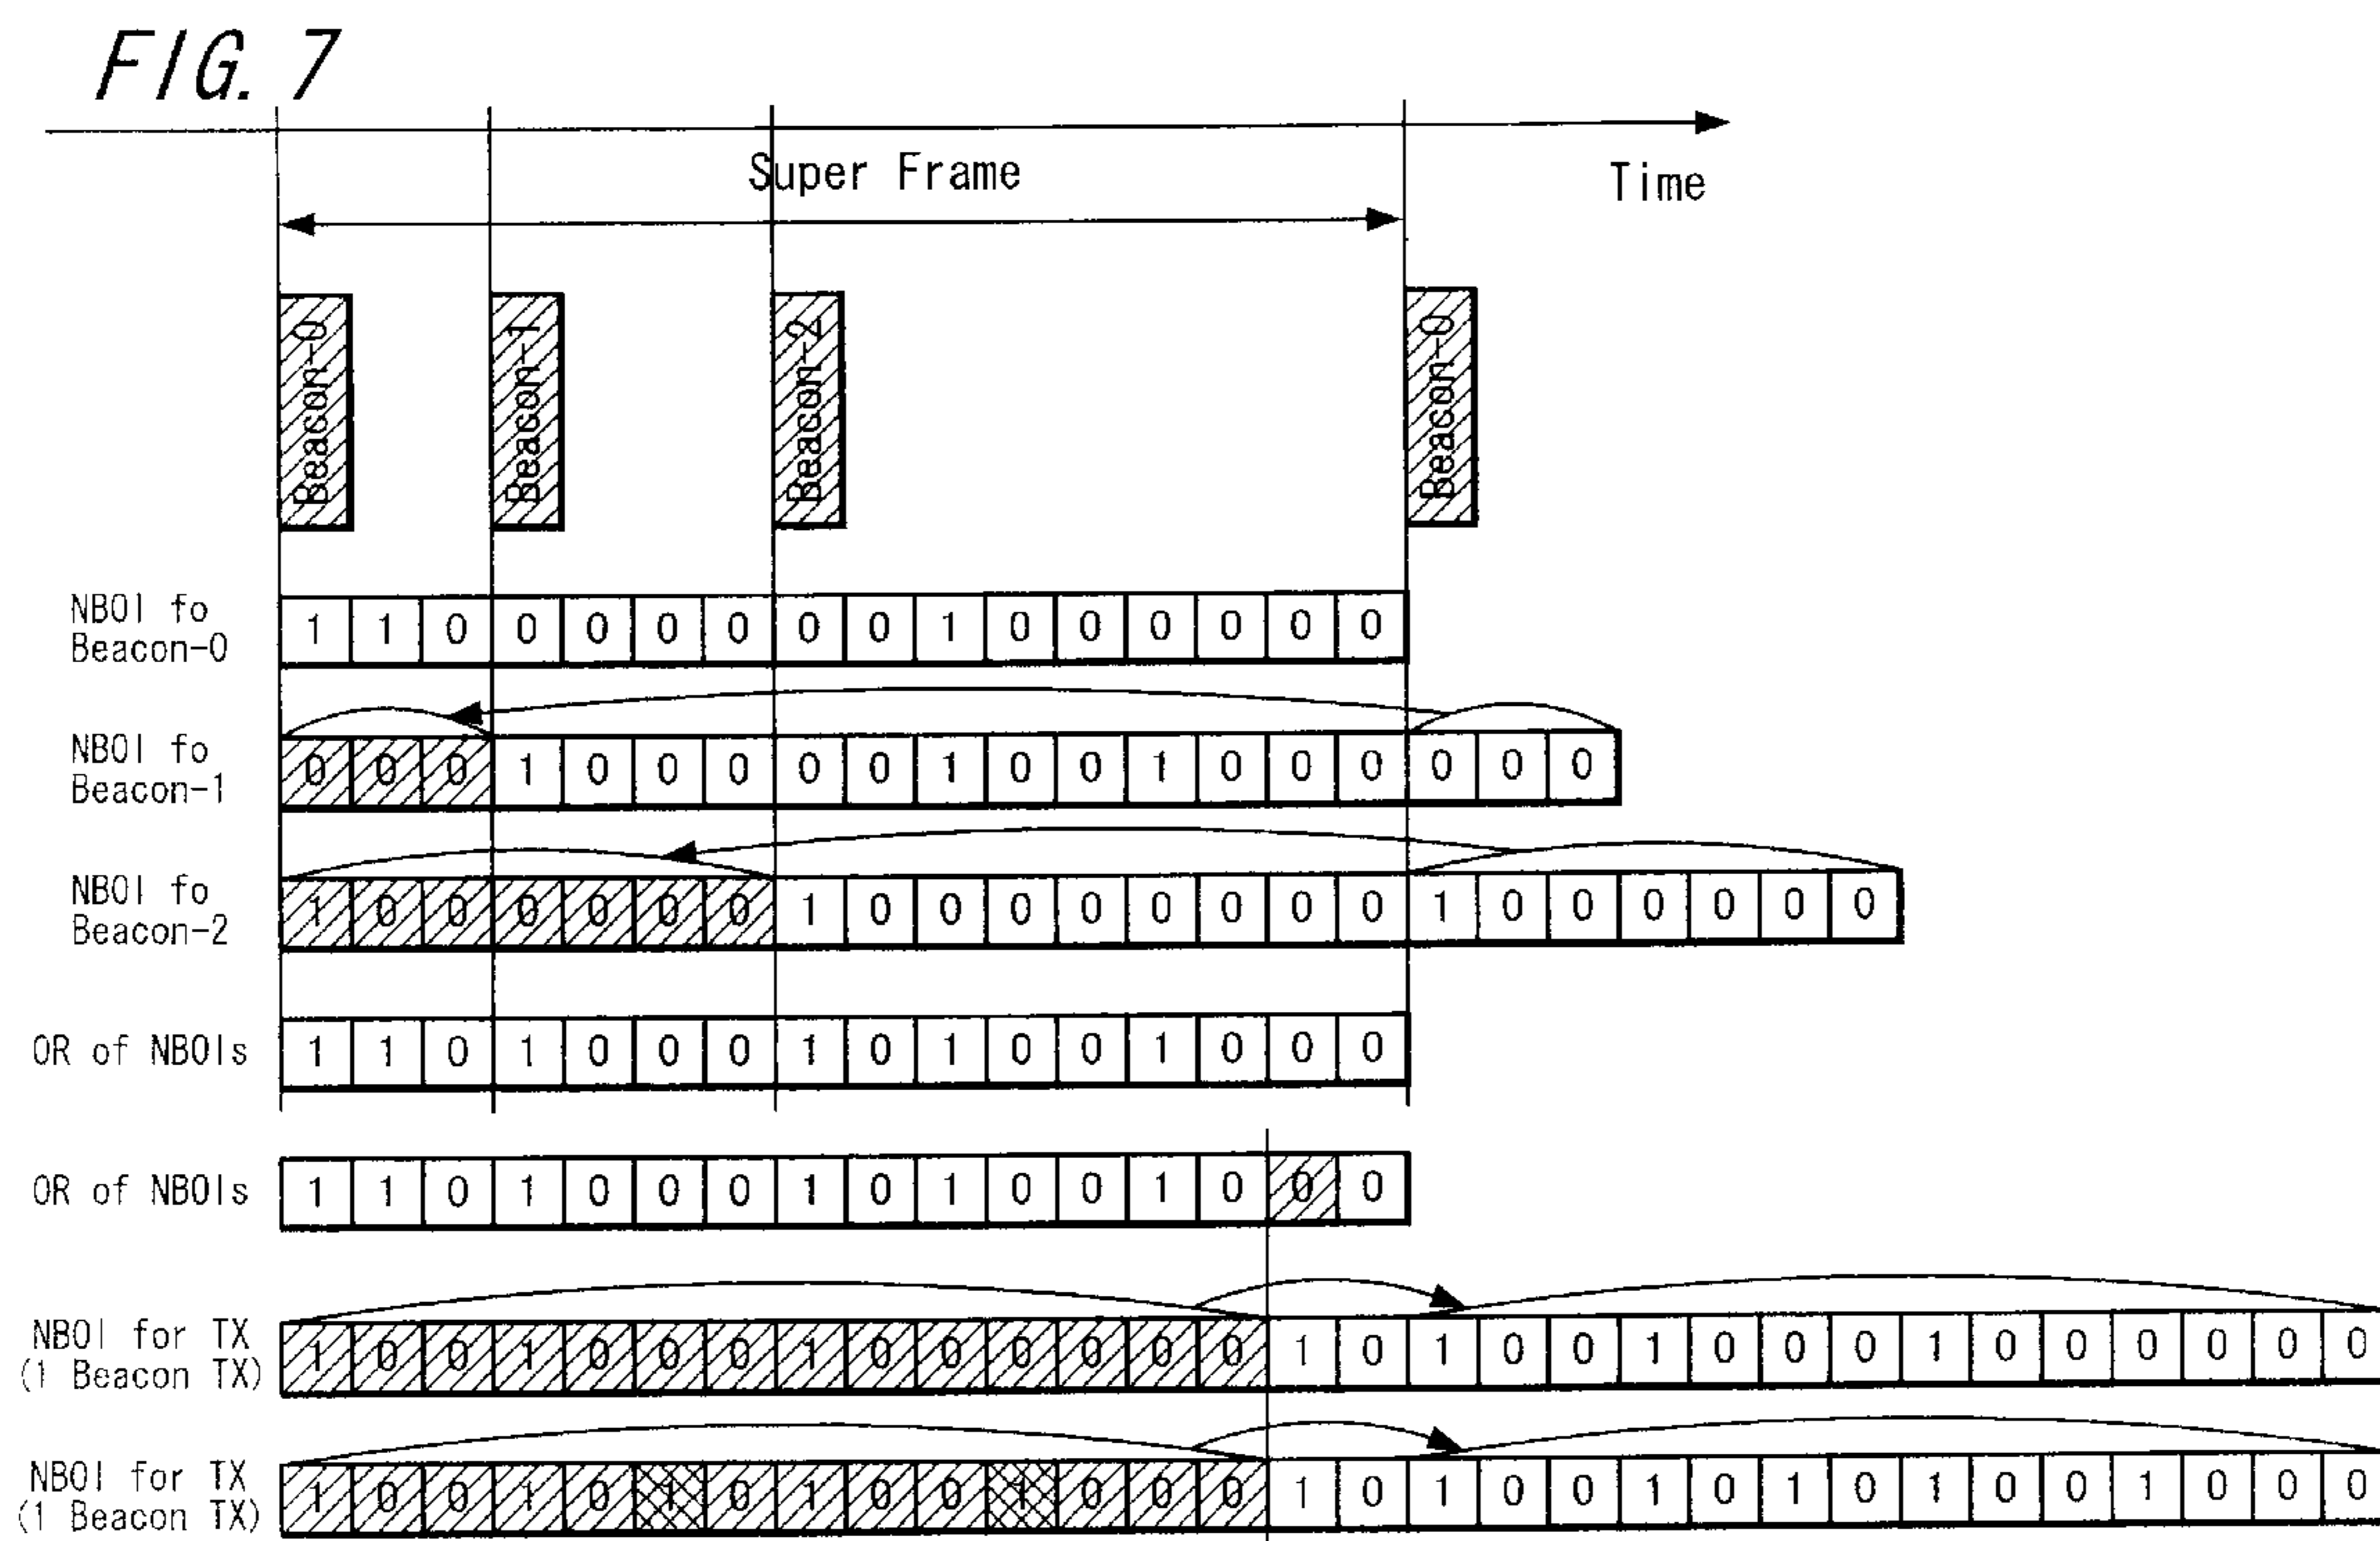 FIG. 7
Super Frame
Time
Beacon-0
Beacon-1
Beacon-2
Beacon-0
NBOI fo
Beacon-0
1 1 0 0 0 0 0 0 0 1 0 0 0 0 0 0
NBOI fo
Beacon-1
0 0 0 1 0 0 0 0 0 1 0 0 1 0 0 0 0 0 0
NBOI fo
Beacon-2
1 0 0 0 0 0 0 1 0 0 0 0 0 0 0 0 1 0 0 0 0 0 0
OR of NBOIs
1 1 0 1 0 0 0 1 0 1 0 0 1 0 0 0
OR of NBOIs
1 1 0 1 0 0 0 1 0 1 0 0 1 0 0 0
NBOI for TX
(1 Beacon TX)
1 0 0 1 0 0 0 1 0 0 0 0 0 0 1 0 1 0 0 1 0 0 0 1 0 0 0 0 0 0
NBOI for TX
(1 Beacon TX)
1 0 0 1 0 1 0 1 0 0 1 0 0 0 1 0 1 0 0 1 0 1 0 1 0 0 1 0 0 0